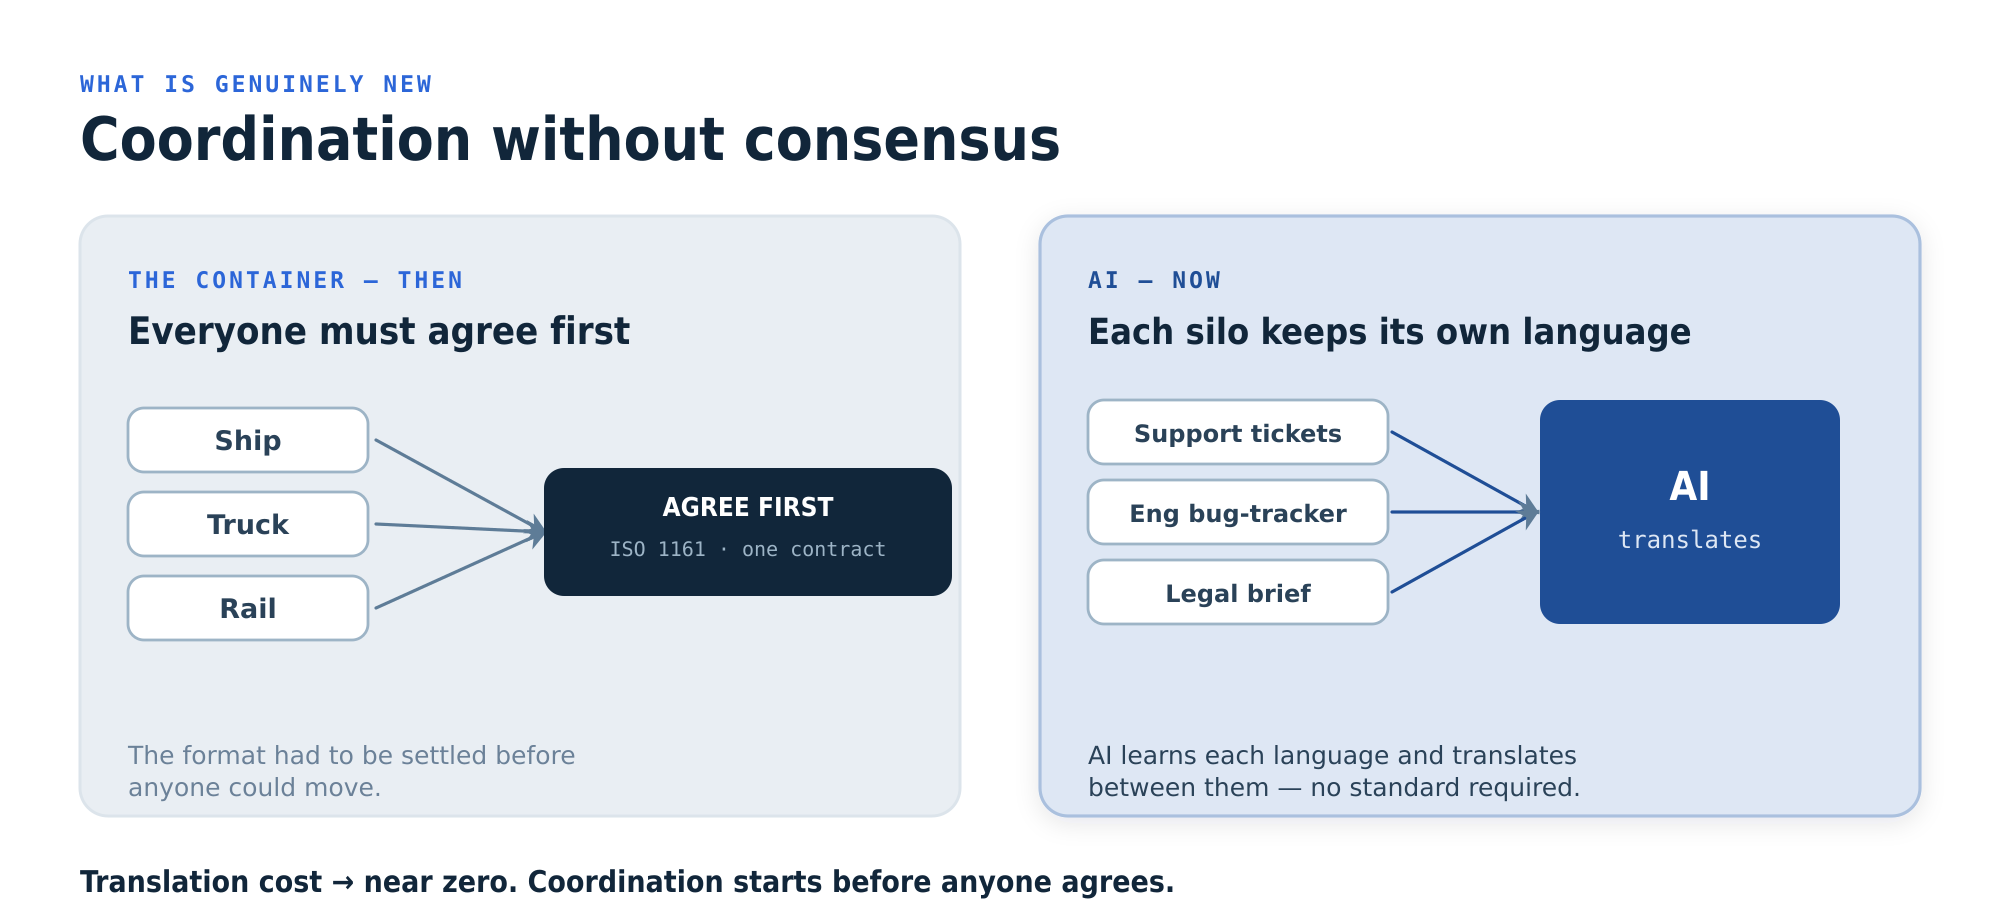 WHAT IS GENUINELY NEW
Coordination without consensus
THE CONTAINER — THEN
Everyone must agree first
Ship
Truck
Rail
AGREE FIRST
ISO 1161 · one contract
The format had to be settled before
anyone could move.
AI — NOW
Each silo keeps its own language
Support tickets
Eng bug-tracker
Legal brief
AI
translates
AI learns each language and translates
between them — no standard required.
Translation cost → near zero. Coordination starts before anyone agrees.